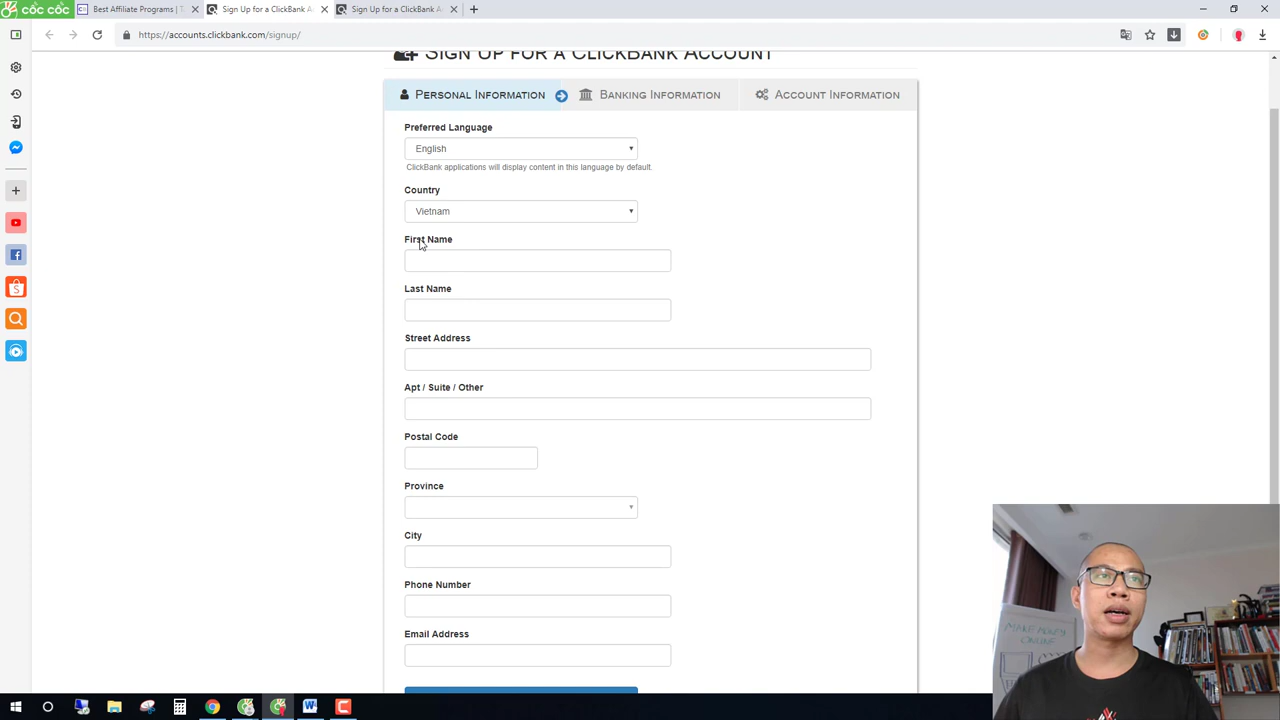 cốc cốc
Best Affiliate Programs | T
Sign Up for a ClickBank A
Sign Up for a ClickBank A
https://accounts.clickbank.com/signup/
Sign Up for a ClickBank Account
Personal Information
Banking Information
Account Information
Preferred Language
English
ClickBank applications will display content in this language by default.
Country
Vietnam
First Name
Last Name
Street Address
Apt / Suite / Other
Postal Code
Province
City
Phone Number
Email Address
MAKE MONEY
ONLINE